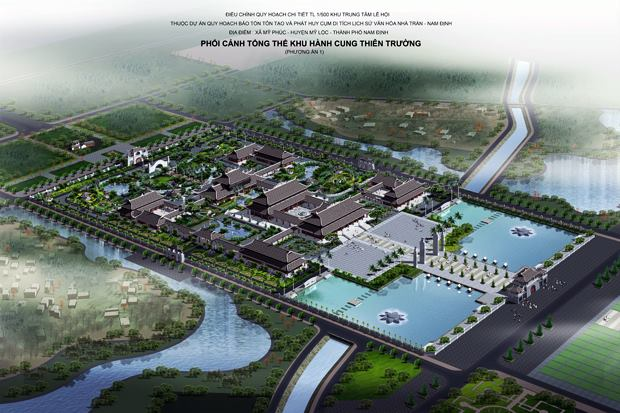 ĐIỀU CHỈNH QUY HOẠCH CHI TIẾT TL 1/500 KHU TRUNG TÂM LỄ HỘI
THUỘC DỰ ÁN QUY HOẠCH BẢO TỒN TÔN TẠO VÀ PHÁT HUY CỤM DI TÍCH LỊCH SỬ VĂN HÓA NHÀ TRẦN - NAM ĐỊNH
ĐỊA ĐIỂM : XÃ MỸ PHÚC - HUYỆN MỸ LỘC - THÀNH PHỐ NAM ĐỊNH
PHỐI CẢNH TỔNG THỂ KHU HÀNH CUNG THIÊN TRƯỜNG
(PHƯƠNG ÁN 1)